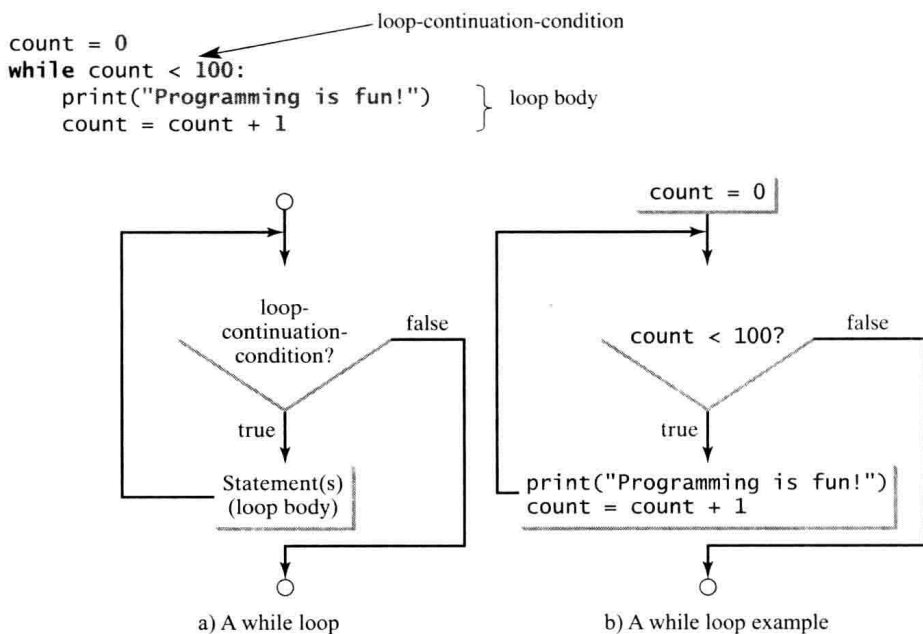 loop-continuation-condition
count = 0
while count < 100:
print("Programming is fun!")
loop body
count = count + 1
count = 0
loop-
continuation-
condition?
false
true
Statement(s)
(loop body)
count < 100?
false
true
print("Programming is fun!")
count = count + 1
a) A while loop
b) A while loop example